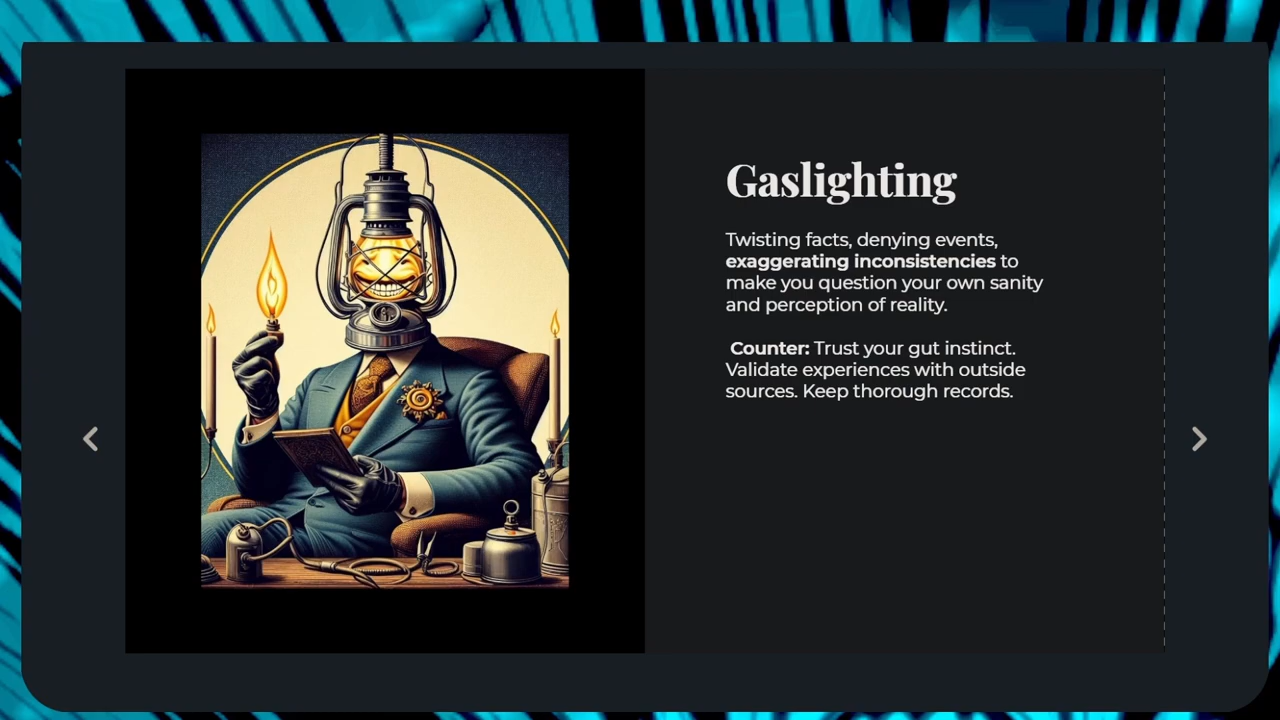 Gaslighting
Twisting facts, denying events,
exaggerating inconsistencies to
make you question your own sanity
and perception of reality.
Counter: Trust your gut instinct.
Validate experiences with outside
sources. Keep thorough records.